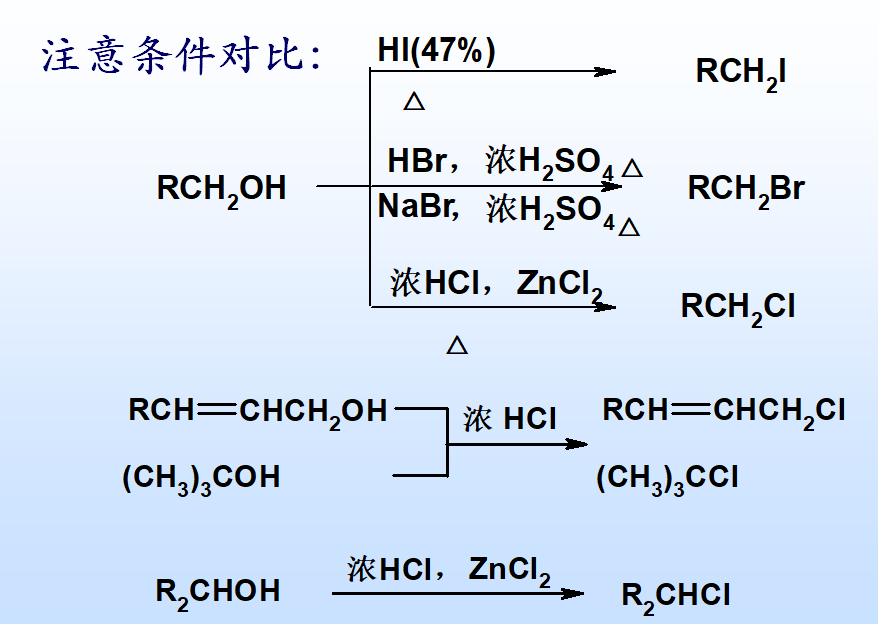 注意条件对比:
HI(47%)
△
RCH₂I
RCH₂OH
HBr，浓H₂SO₄ △
NaBr, 浓H₂SO₄ △
RCH₂Br
浓HCl，ZnCl₂
△
RCH₂Cl
RCH=CHCH₂OH
浓 HCl
RCH=CHCH₂Cl
(CH₃)₃COH
(CH₃)₃CCl
R₂CHOH
浓HCl，ZnCl₂
R₂CHCl